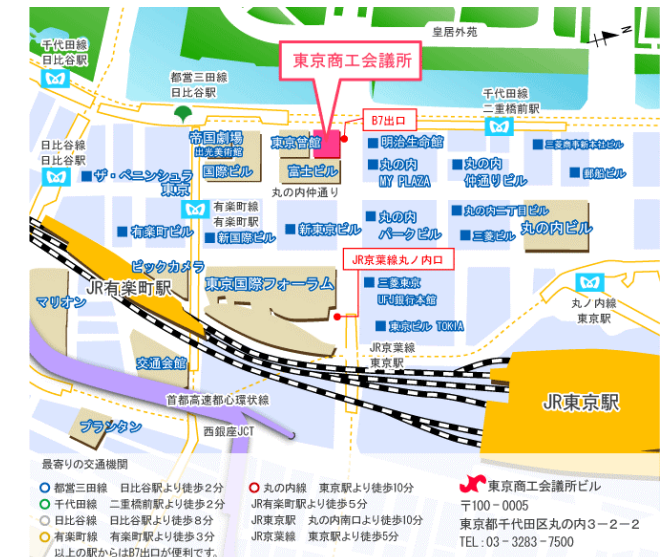 皇居外苑
N
千代田線
日比谷駅
東京商工会議所
都営三田線
日比谷駅
千代田線
二重橋前駅
B7出口
帝国劇場
出光美術館
国際ビル
東京曾館
富士ビル
明治生命館
三菱商事新本社ビル
日比谷線
日比谷駅
ザ・ペニンシュラ
東京
丸の内
MY PLAZA
丸の内
仲通りビル
郵船ビル
丸の内仲通り
有楽町線
有楽町駅
有楽町ビル
新国際ビル
新東京ビル
丸の内
パークビル
丸の内二丁目ビル
三菱ビル
丸の内ビル
JR京葉線丸ノ内口
ビックカメラ
JR有楽町駅
マリオン
東京国際フォーラム
三菱東京
UFJ銀行本館
丸ノ内線
東京駅
東京ビル TOKIA
JR京葉線
東京駅
交通会館
首都高速都心環状線
JR東京駅
プランタン
西銀座JCT
最寄りの交通機関
都営三田線 日比谷駅より徒歩2分
千代田線 二重橋前駅より徒歩2分
日比谷線 日比谷駅より徒歩8分
有楽町線 有楽町駅より徒歩3分
以上の駅からはB7出口が便利です。
丸の内線 東京駅より徒歩10分
JR有楽町駅より徒歩5分
JR東京駅 丸の内南口より徒歩10分
JR京葉線 東京駅より徒歩5分
東京商工会議所ビル
〒100-0005
東京都千代田区丸の内3-2-2
TEL:03-3283-7500